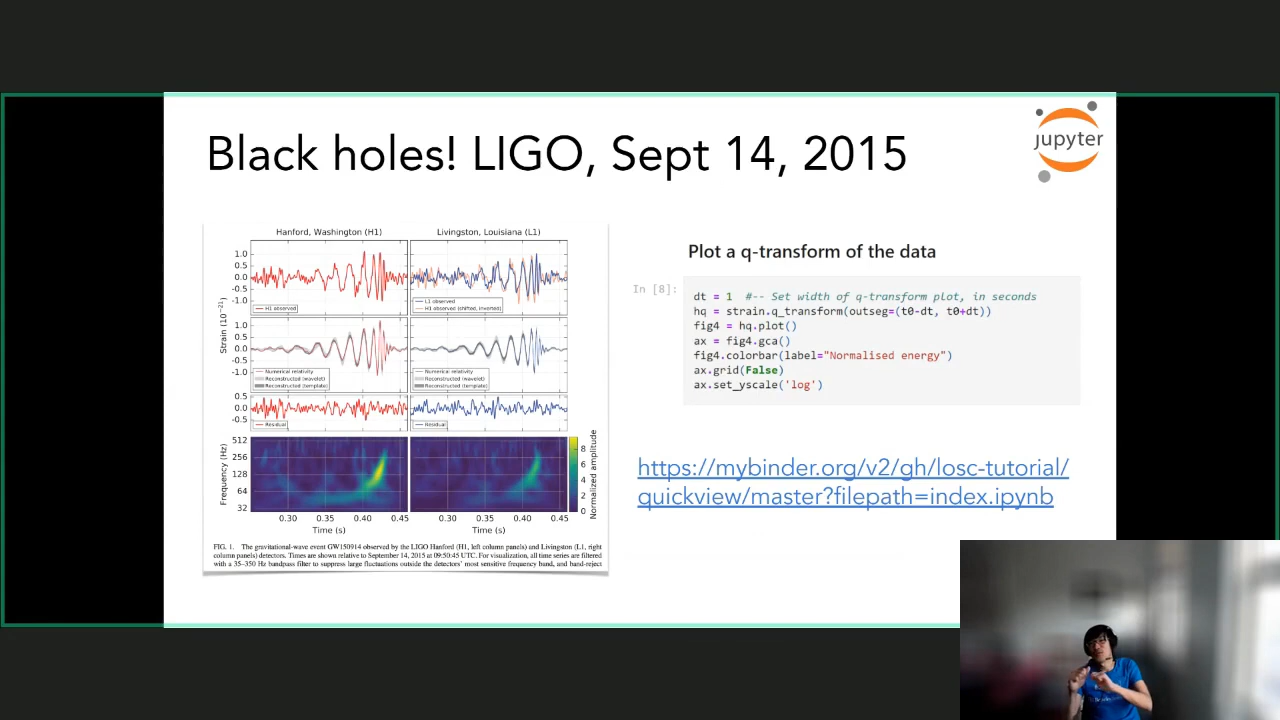 Black holes! LIGO, Sept 14, 2015
jupyter
Hanford, Washington (H1)
Livingston, Louisiana (L1)
1.0
0.5
0.0
-0.5
-1.0
H1 observed
L1 observed
H1 observed (shifted, inverted)
Strain (10⁻²¹)
1.0
0.5
0.0
-0.5
-1.0
Numerical relativity
Reconstructed (wavelet)
Reconstructed (template)
Numerical relativity
Reconstructed (wavelet)
Reconstructed (template)
0.5
0.0
-0.5
Residual
Residual
Frequency (Hz)
512
256
128
64
32
8
6
4
2
0
Normalized amplitude
0.30 0.35 0.40 0.45
0.30 0.35 0.40 0.45
Time (s)
Time (s)
FIG. 1. The gravitational-wave event GW150914 observed by the LIGO Hanford (H1, left column panels) and Livingston (L1, right
column panels) detectors. Times are shown relative to September 14, 2015 at 09:50:45 UTC. For visualization, all time series are filtered
with a 35–350 Hz bandpass filter to suppress large fluctuations outside the detectors' most sensitive frequency band, and band-reject
Plot a q-transform of the data
In [8]:
dt = 1 #-- Set width of q-transform plot, in seconds
hq = strain.q_transform(outseg=(t0-dt, t0+dt))
fig4 = hq.plot()
ax = fig4.gca()
fig4.colorbar(label="Normalised energy")
ax.grid(False)
ax.set_yscale('log')
https://mybinder.org/v2/gh/losc-tutorial/
quickview/master?filepath=index.ipynb